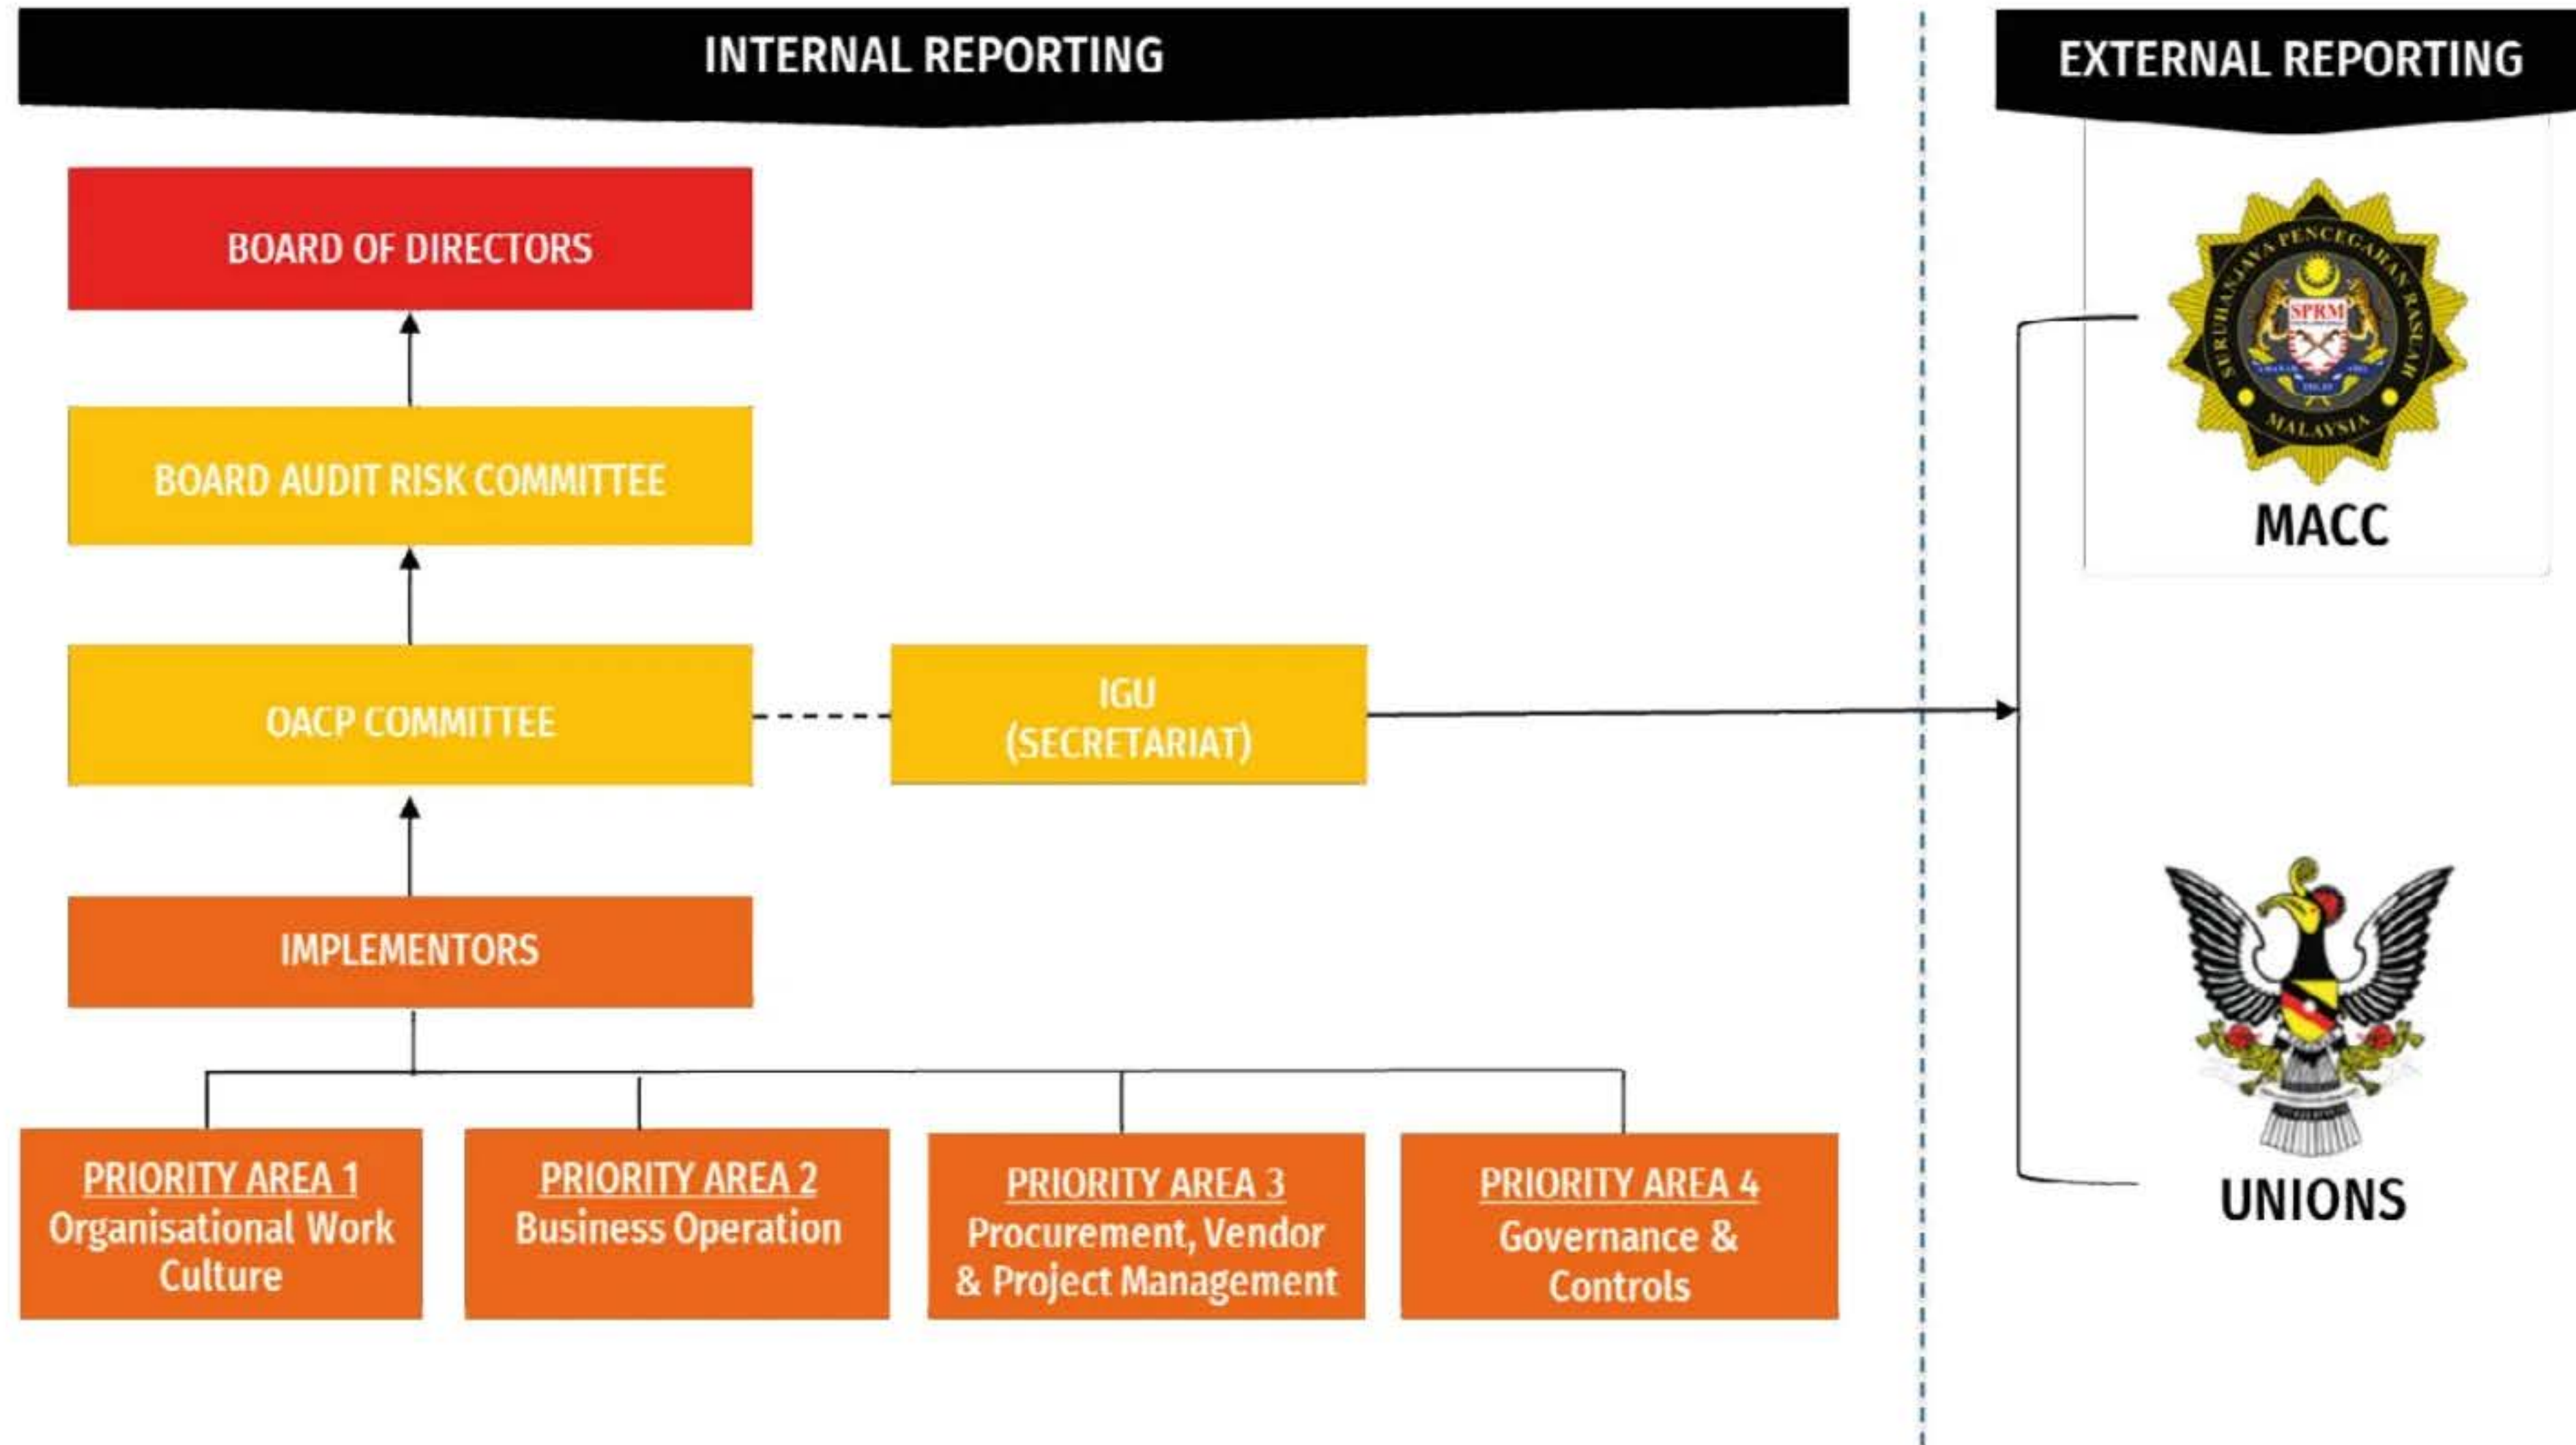 INTERNAL REPORTING
EXTERNAL REPORTING
BOARD OF DIRECTORS
BOARD AUDIT RISK COMMITTEE
OACP COMMITTEE
IGU
(SECRETARIAT)
IMPLEMENTORS
PRIORITY AREA 1
Organisational Work
Culture
PRIORITY AREA 2
Business Operation
PRIORITY AREA 3
Procurement, Vendor
& Project Management
PRIORITY AREA 4
Governance &
Controls
SURUHANJAYA PENCEGAHAN RASUAH
SPRM
MALAYSIA
MACC
UNIONS